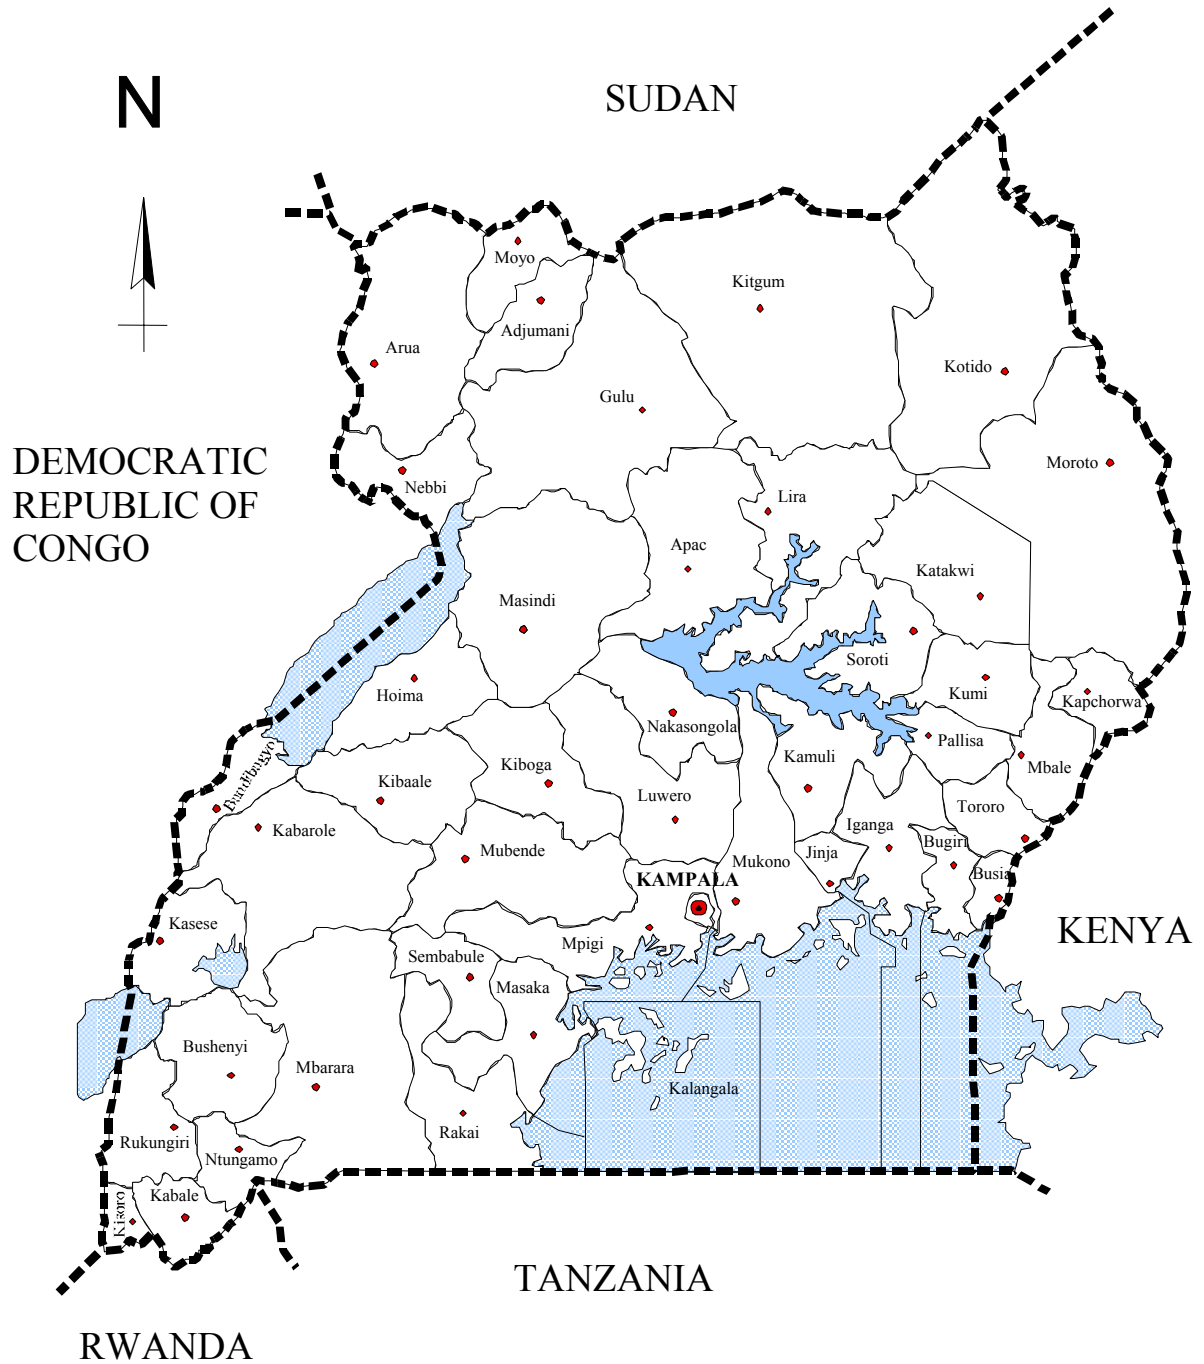 N
SUDAN
Moyo
Kitgum
Adjumani
Arua
Kotido
Gulu
DEMOCRATIC
REPUBLIC OF
CONGO
Moroto
Nebbi
Lira
Apac
Katakwi
Masindi
Soroti
Hoima
Kumi
Kapchorwa
Nakasongola
Pallisa
Bundibugyo
Kamuli
Mbale
Kiboga
Kibaale
Luwero
Tororo
Kabarole
Iganga
Bugiri
Mubende
Jinja
Mukono
Busia
KAMPALA
Kasese
KENYA
Mpigi
Sembabule
Masaka
Bushenyi
Mbarara
Kalangala
Rakai
Rukungiri
Ntungamo
Kabale
Kisoro
TANZANIA
RWANDA